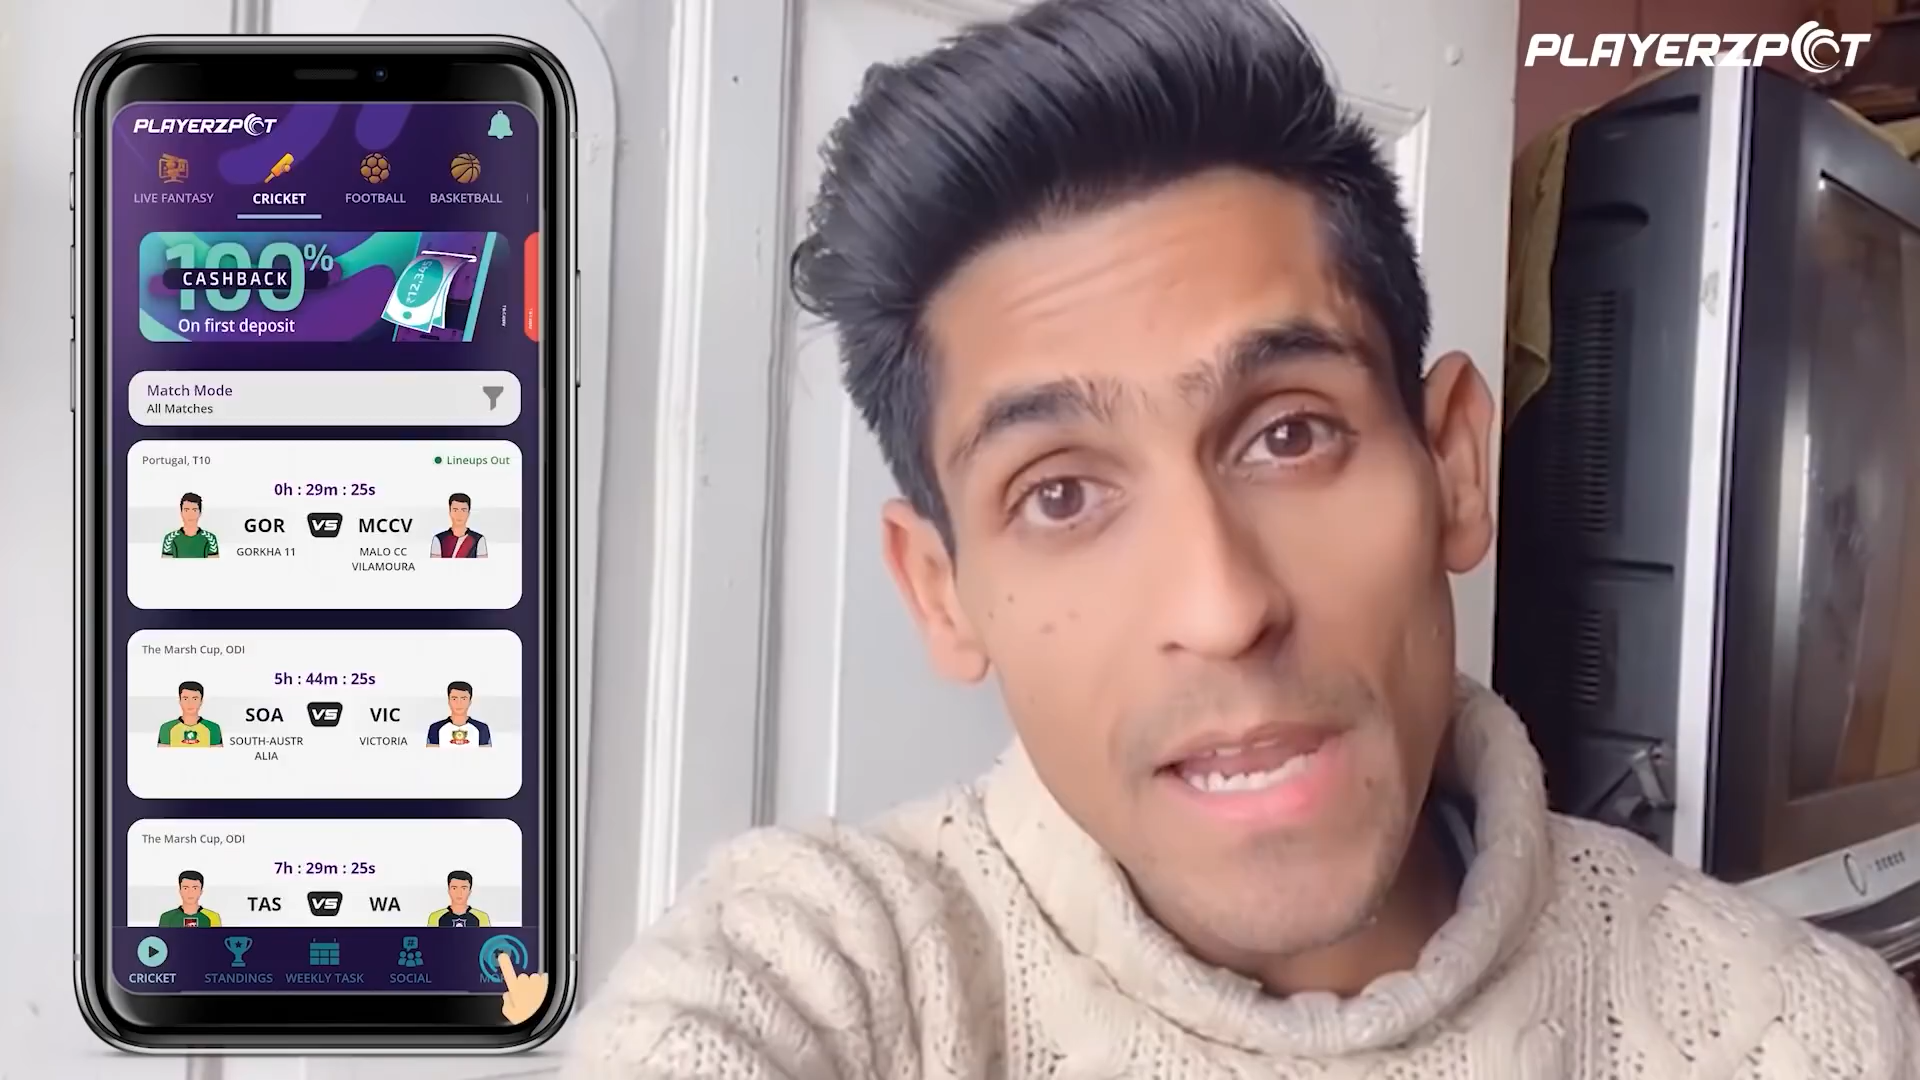 PLAYERZPOT
PLAYERZPOT
LIVE FANTASY
CRICKET
FOOTBALL
BASKETBALL
100%
CASHBACK
On first deposit
Match Mode
All Matches
Portugal, T10
Lineups Out
0h : 29m : 25s
GOR
VS
MCCV
GORKHA 11
MALO CC
VILAMOURA
The Marsh Cup, ODI
5h : 44m : 25s
SOA
VS
VIC
SOUTH-AUSTR
ALIA
VICTORIA
The Marsh Cup, ODI
7h : 29m : 25s
TAS
VS
WA
CRICKET
STANDINGS
WEEKLY TASK
SOCIAL